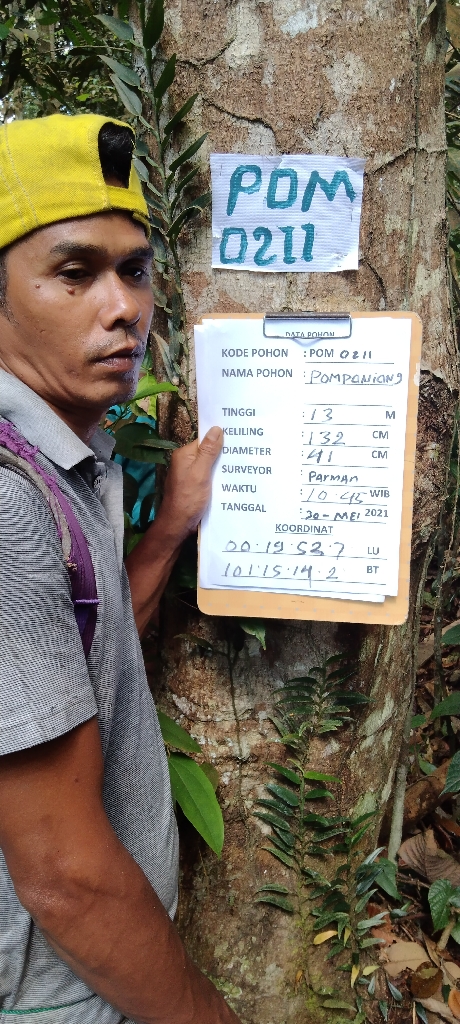 POM
0211
DATA POHON
KODE POHON : POM 0211
NAMA POHON : POMPANIANG
TINGGI : 13 M
KELILING : 132 CM
DIAMETER : 41 CM
SURVEYOR : Parman
WAKTU : 10.45 WIB
TANGGAL : 20-MEI 2021
KOORDINAT
00.19.53.7 LU
101.15.14.2 BT